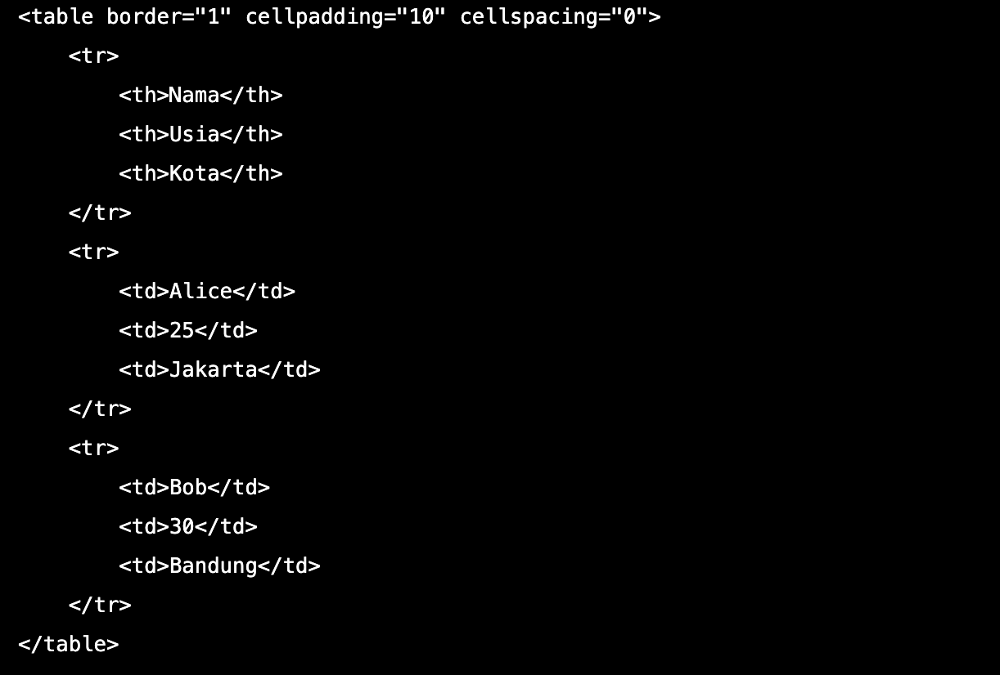 <table border="1" cellpadding="10" cellspacing="0">
    <tr>
        <th>Nama</th>
        <th>Usia</th>
        <th>Kota</th>
    </tr>
    <tr>
        <td>Alice</td>
        <td>25</td>
        <td>Jakarta</td>
    </tr>
    <tr>
        <td>Bob</td>
        <td>30</td>
        <td>Bandung</td>
    </tr>
</table>